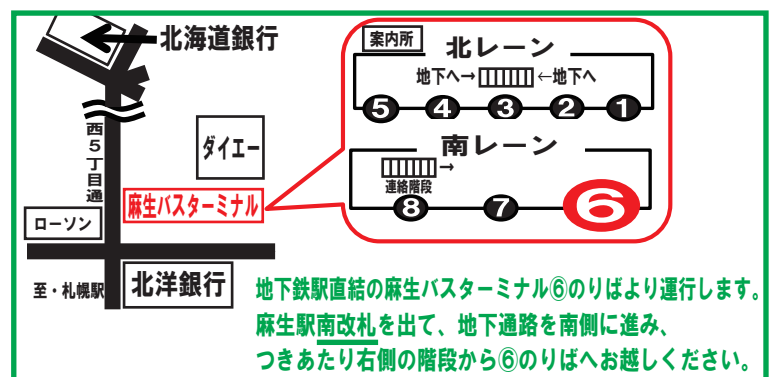 北海道銀行
案内所
北レーン
地下へ→
←地下へ
5 4 3 2 1
西5丁目通
ダイエー
南レーン
→
連絡階段
8 7 6
麻生バスターミナル
ローソン
至・札幌駅
北洋銀行
地下鉄駅直結の麻生バスターミナル⑥のりばより運行します。
麻生駅南改札を出て、地下通路を南側に進み、
つきあたり右側の階段から⑥のりばへお越しください。